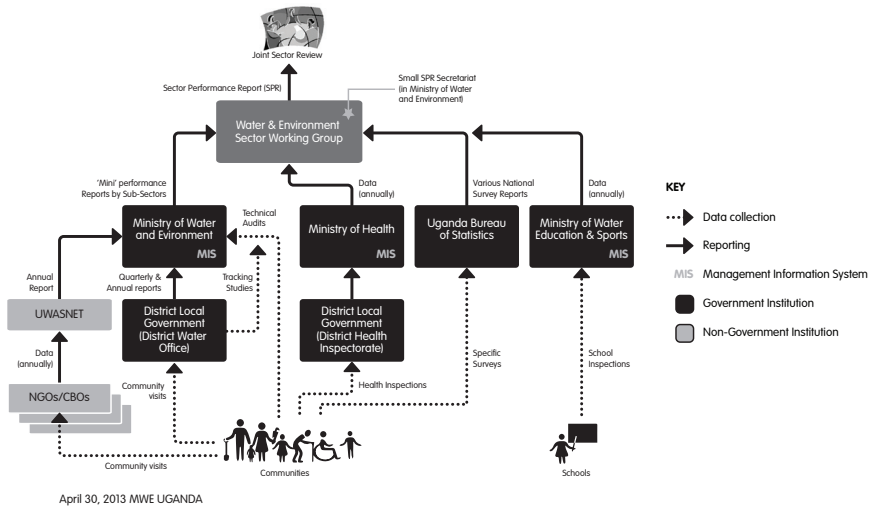 Joint Sector Review
Sector Performance Report (SPR)
Small SPR Secretariat
(in Ministry of Water
and Environment)
Water & Environment
Sector Working Group
'Mini' performance
Reports by Sub-Sectors
Data
(annually)
Various National
Survey Reports
Data
(annually)
Technical
Audits
Ministry of Water
and Evironment
MIS
Ministry of Health
MIS
Uganda Bureau
of Statistics
Ministry of Water
Education & Sports
MIS
Annual
Report
Quarterly &
Annual reports
Tracking
Studies
UWASNET
District Local
Government
(District Water
Office)
District Local
Government
(District Health
Inspectorate)
Data
(annually)
Specific
Surveys
School
Inspections
NGOs/CBOs
Community
visits
Health Inspections
Community visits
Communities
Schools
KEY
Data collection
Reporting
MIS Management Information System
Government Institution
Non-Government Institution
April 30, 2013 MWE UGANDA